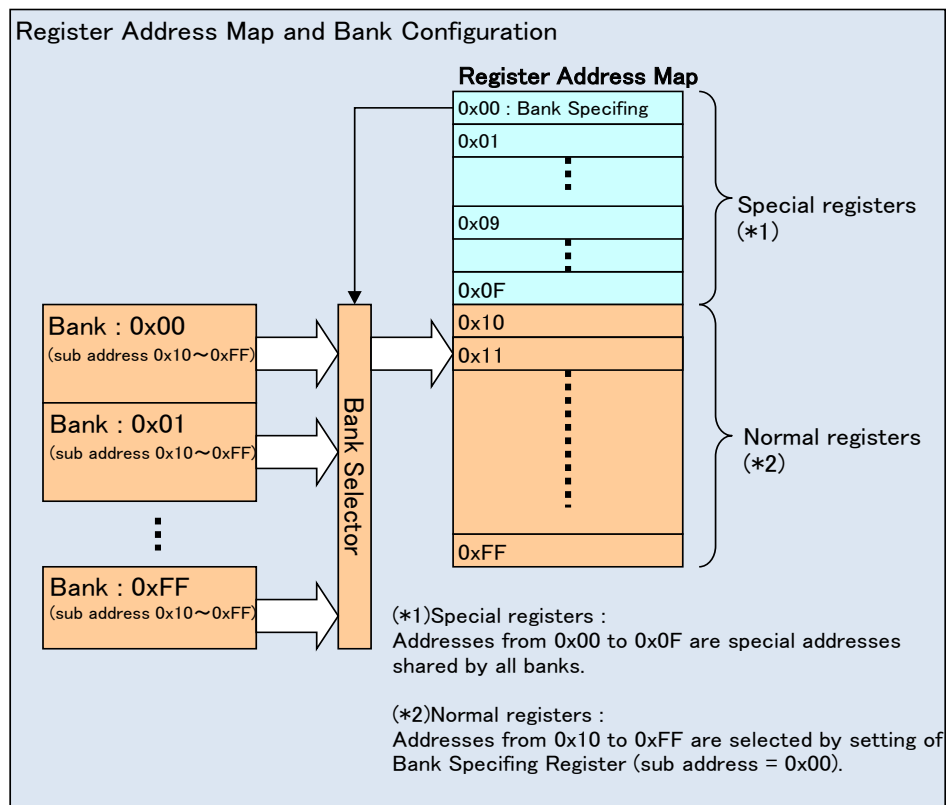 Register Address Map and Bank Configuration
Register Address Map
0x00 : Bank Specifing
0x01
0x09
0x0F
0x10
0x11
0xFF
Special registers
(*1)
Normal registers
(*2)
Bank : 0x00
(sub address 0x10～0xFF)
Bank : 0x01
(sub address 0x10～0xFF)
Bank : 0xFF
(sub address 0x10～0xFF)
Bank Selector
(*1)Special registers :
Addresses from 0x00 to 0x0F are special addresses
shared by all banks.
(*2)Normal registers :
Addresses from 0x10 to 0xFF are selected by setting of
Bank Specifing Register (sub address = 0x00).